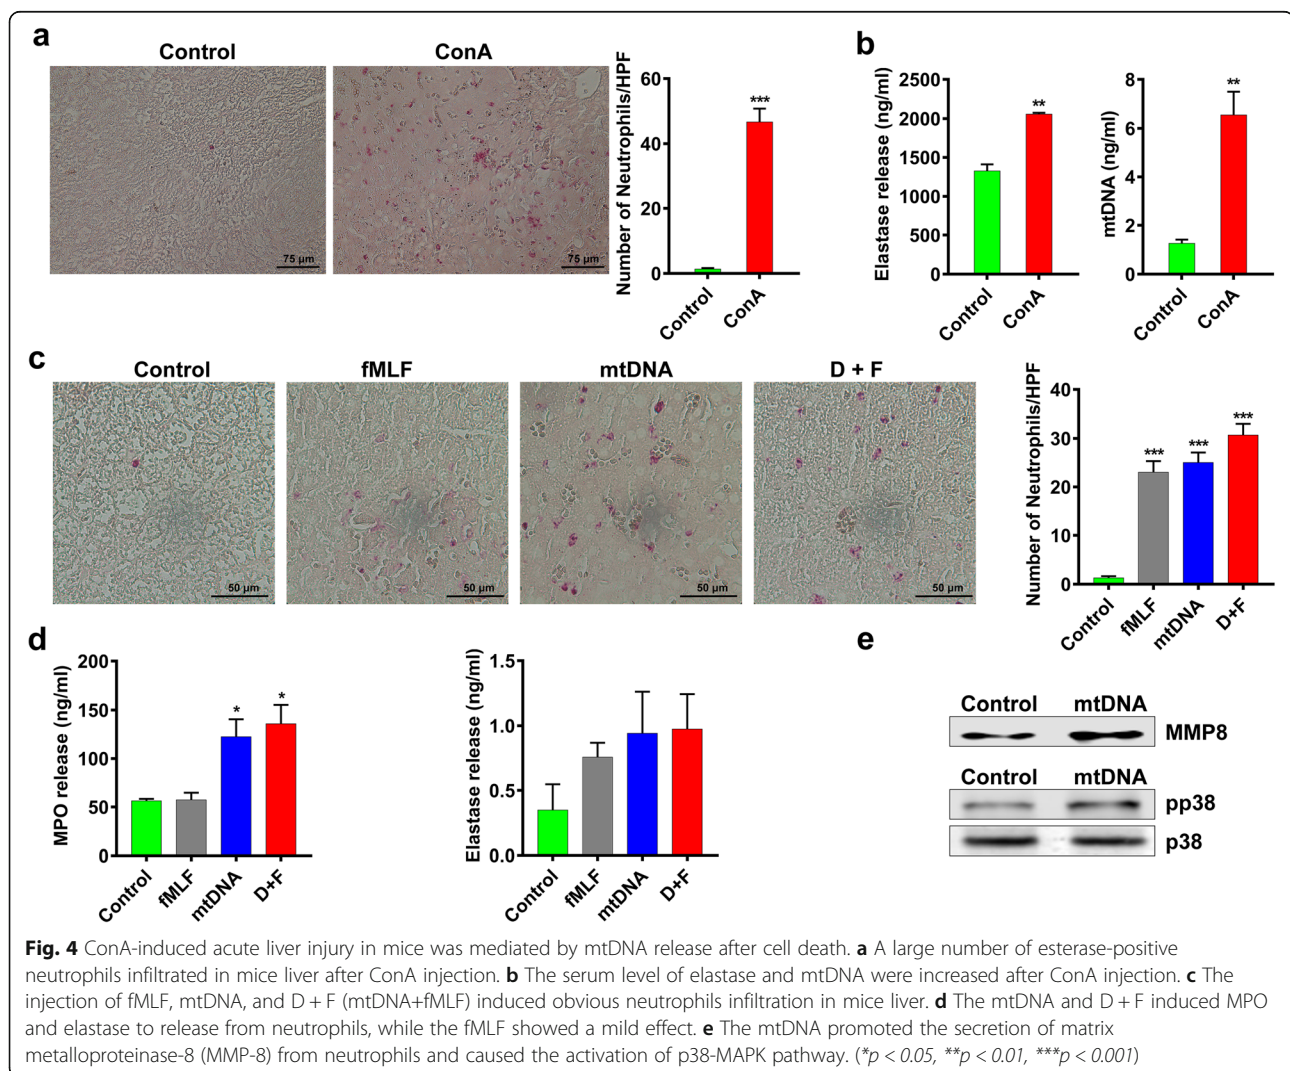 a
Control
ConA
75 μm
75 μm
Number of Neutrophils/HPF
60
40
20
0
***
Control
ConA
b
Elastase release (ng/ml)
2500
2000
1500
1000
500
0
**
Control
ConA
mtDNA (ng/ml)
8
6
4
2
0
**
Control
ConA
c
Control
fMLF
mtDNA
D + F
50 μm
50 μm
50 μm
50 μm
Number of Neutrophils/HPF
40
30
20
10
0
***
***
***
Control
fMLF
mtDNA
D+F
d
MPO release (ng/ml)
200
150
100
50
0
*
*
Control
fMLF
mtDNA
D+F
Elastase release (ng/ml)
1.5
1.0
0.5
0.0
Control
fMLF
mtDNA
D+F
e
Control mtDNA
MMP8
Control mtDNA
pp38
p38
Fig. 4 ConA-induced acute liver injury in mice was mediated by mtDNA release after cell death. a A large number of esterase-positive
neutrophils infiltrated in mice liver after ConA injection. b The serum level of elastase and mtDNA were increased after ConA injection. c The
injection of fMLF, mtDNA, and D + F (mtDNA+fMLF) induced obvious neutrophils infiltration in mice liver. d The mtDNA and D + F induced MPO
and elastase to release from neutrophils, while the fMLF showed a mild effect. e The mtDNA promoted the secretion of matrix
metalloproteinase-8 (MMP-8) from neutrophils and caused the activation of p38-MAPK pathway. (*p < 0.05, **p < 0.01, ***p < 0.001)